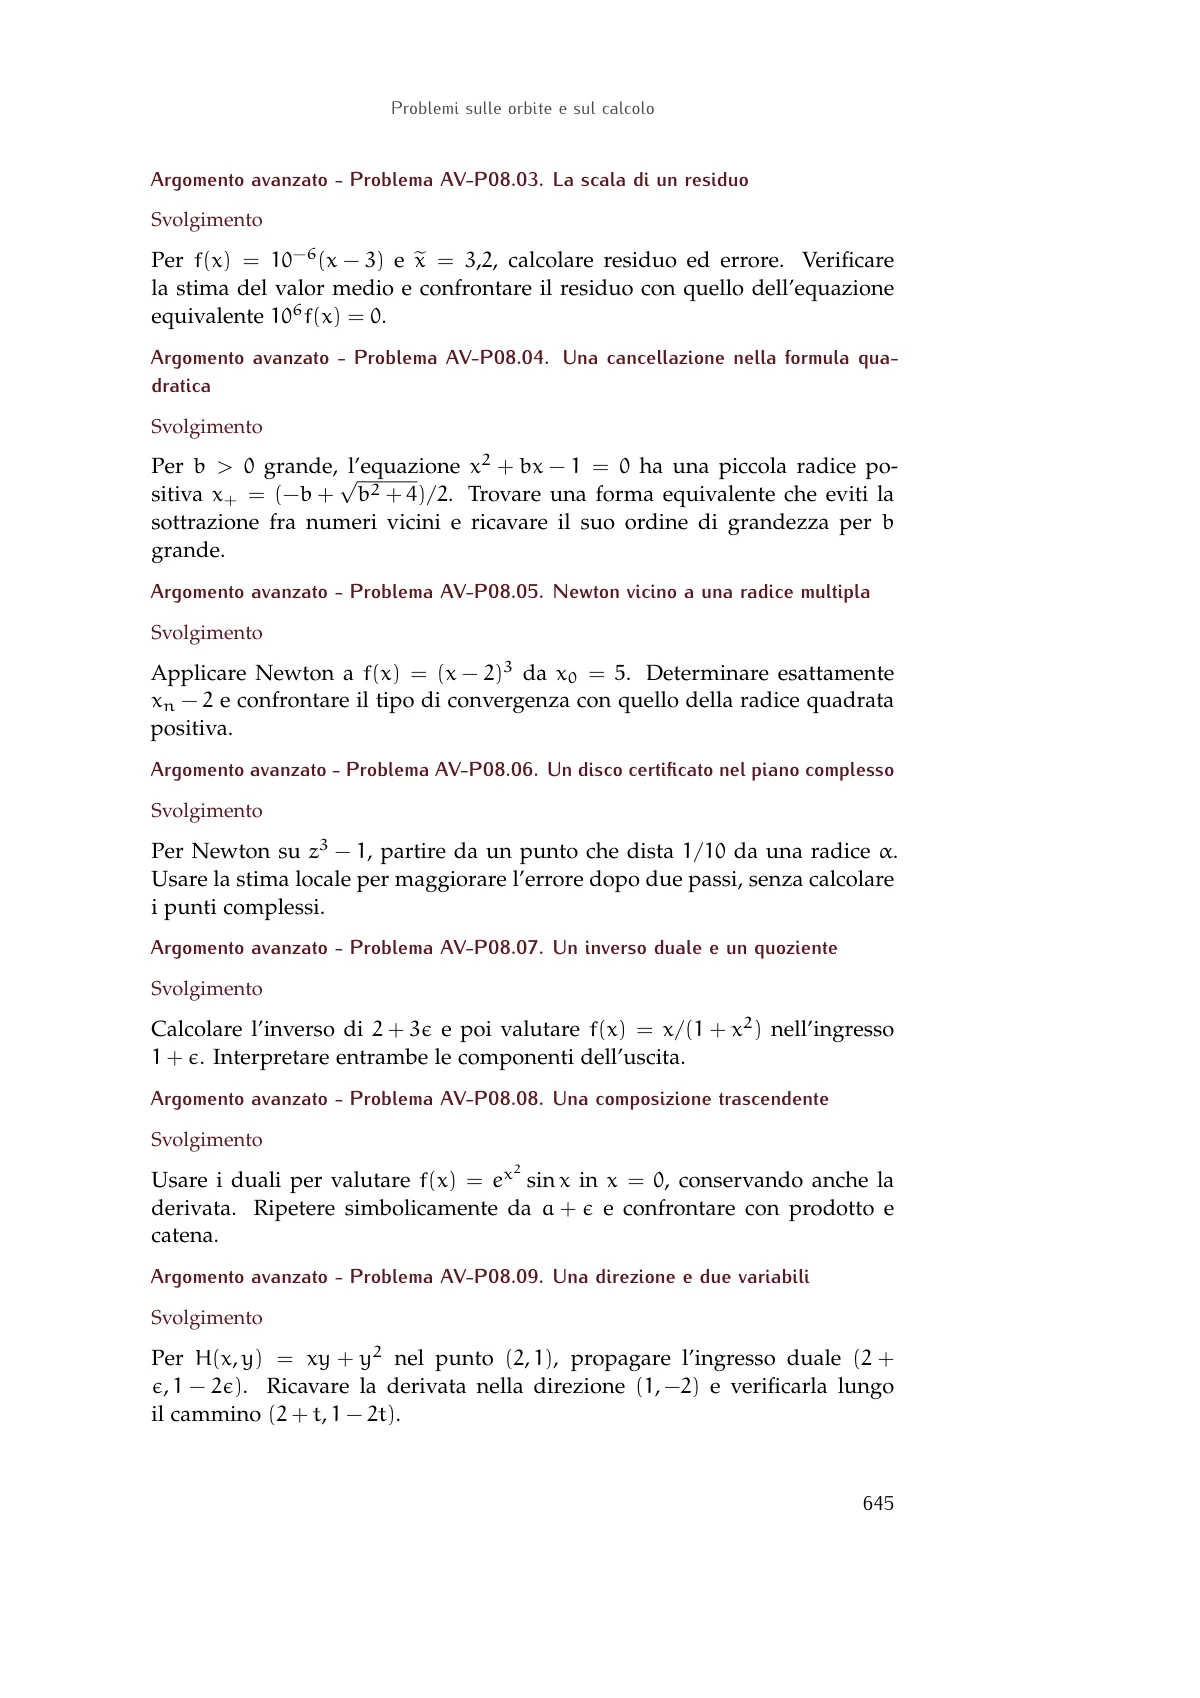 Problemi sulle orbite e sul calcolo
Argomento avanzato – Problema AV-P08.03. La scala di un residuo
Svolgimento
Per f(x) = 10⁻⁶(x − 3) e x̃ = 3,2, calcolare residuo ed errore. Verificare
la stima del valor medio e confrontare il residuo con quello dell'equazione
equivalente 10⁶f(x) = 0.
Argomento avanzato – Problema AV-P08.04. Una cancellazione nella formula qua-
dratica
Svolgimento
Per b > 0 grande, l'equazione x² + bx − 1 = 0 ha una piccola radice po-
sitiva x₊ = (−b + √(b² + 4))/2. Trovare una forma equivalente che eviti la
sottrazione fra numeri vicini e ricavare il suo ordine di grandezza per b
grande.
Argomento avanzato – Problema AV-P08.05. Newton vicino a una radice multipla
Svolgimento
Applicare Newton a f(x) = (x − 2)³ da x₀ = 5. Determinare esattamente
xₙ − 2 e confrontare il tipo di convergenza con quello della radice quadrata
positiva.
Argomento avanzato – Problema AV-P08.06. Un disco certificato nel piano complesso
Svolgimento
Per Newton su z³ − 1, partire da un punto che dista 1/10 da una radice α.
Usare la stima locale per maggiorare l'errore dopo due passi, senza calcolare
i punti complessi.
Argomento avanzato – Problema AV-P08.07. Un inverso duale e un quoziente
Svolgimento
Calcolare l'inverso di 2 + 3ϵ e poi valutare f(x) = x/(1 + x²) nell'ingresso
1 + ϵ. Interpretare entrambe le componenti dell'uscita.
Argomento avanzato – Problema AV-P08.08. Una composizione trascendente
Svolgimento
Usare i duali per valutare f(x) = e^{x²} sin x in x = 0, conservando anche la
derivata. Ripetere simbolicamente da a + ϵ e confrontare con prodotto e
catena.
Argomento avanzato – Problema AV-P08.09. Una direzione e due variabili
Svolgimento
Per H(x, y) = xy + y² nel punto (2, 1), propagare l'ingresso duale (2 +
ϵ, 1 − 2ϵ). Ricavare la derivata nella direzione (1, −2) e verificarla lungo
il cammino (2 + t, 1 − 2t).
645